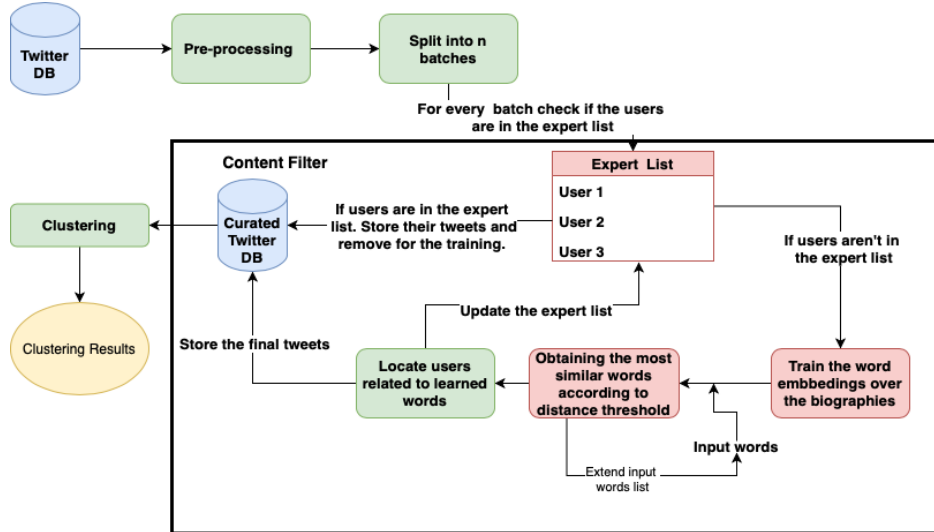 Twitter
DB
Pre-processing
Split into n
batches
For every batch check if the users
are in the expert list
Content Filter
Expert List
User 1
User 2
User 3
Clustering
Curated
Twitter
DB
If users are in the expert
list. Store their tweets and
remove for the training.
If users aren't in
the expert list
Update the expert list
Clustering Results
Store the final tweets
Locate users
related to learned
words
Obtaining the most
similar words
according to
distance threshold
Train the word
embbedings over
the biographies
Input words
Extend input
words list